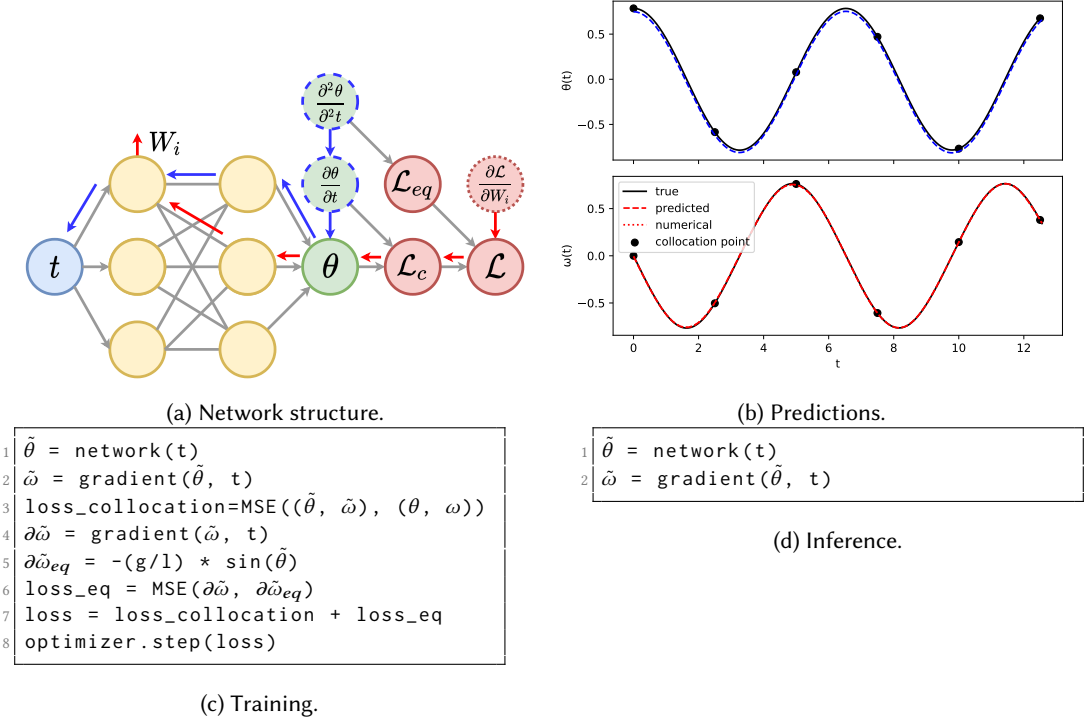 ∂²θ
∂²t
W_i
∂θ
∂t
ℒ_eq
∂ℒ
∂W_i
t
θ
ℒ_c
ℒ
(a) Network structure.
θ(t)
0.5
0.0
−0.5
ω(t)
0.5
0.0
−0.5
true
predicted
numerical
collocation point
0 2 4 6 8 10 12
t
(b) Predictions.
1 θ̃ = network(t)
2 ω̃ = gradient(θ̃, t)
3 loss_collocation=MSE((θ̃, ω̃), (θ, ω))
4 ∂ω̃ = gradient(ω̃, t)
5 ∂ω̃_eq = -(g/l) * sin(θ̃)
6 loss_eq = MSE(∂ω̃, ∂ω̃_eq)
7 loss = loss_collocation + loss_eq
8 optimizer.step(loss)
(c) Training.
1 θ̃ = network(t)
2 ω̃ = gradient(θ̃, t)
(d) Inference.